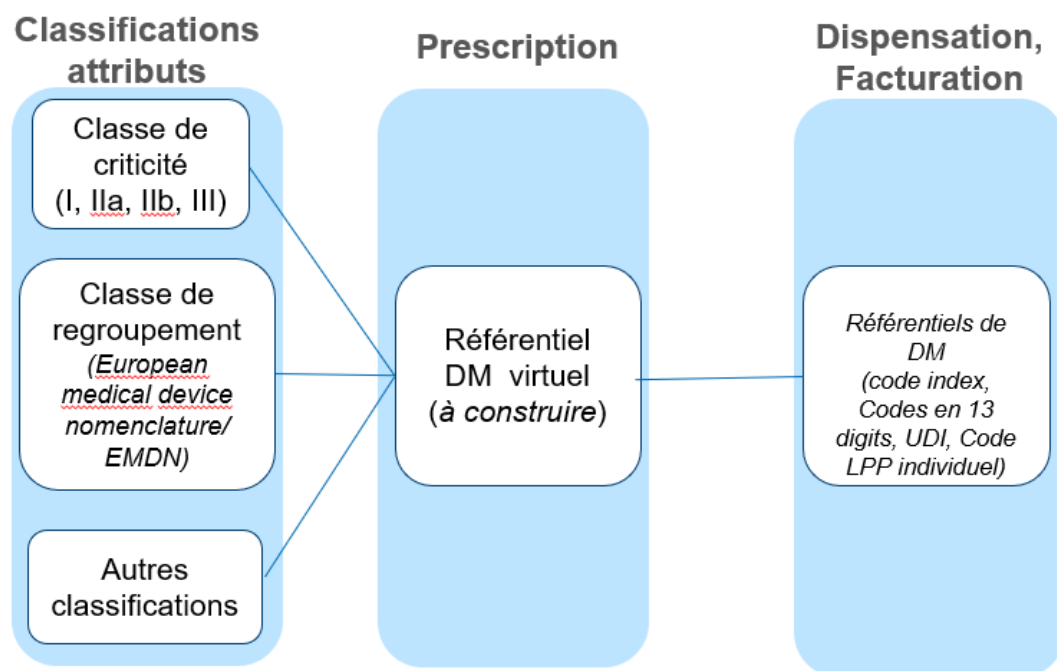 Classifications
attributs
Prescription
Dispensation,
Facturation
Classe de
criticité
(I, IIa, IIb, III)
Classe de
regroupement
(European
medical device
nomenclature/
EMDN)
Autres
classifications
Référentiel
DM virtuel
(à construire)
Référentiels de
DM
(code index,
Codes en 13
digits, UDI, Code
LPP individuel)